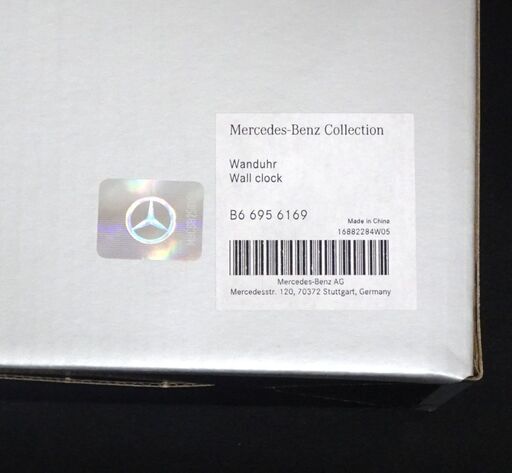 Mercedes-Benz Collection
Wanduhr
Wall clock
B6 695 6169
Made in China
16882284W05
Mercedes-Benz AG
Mercedesstr. 120, 70372 Stuttgart, Germany